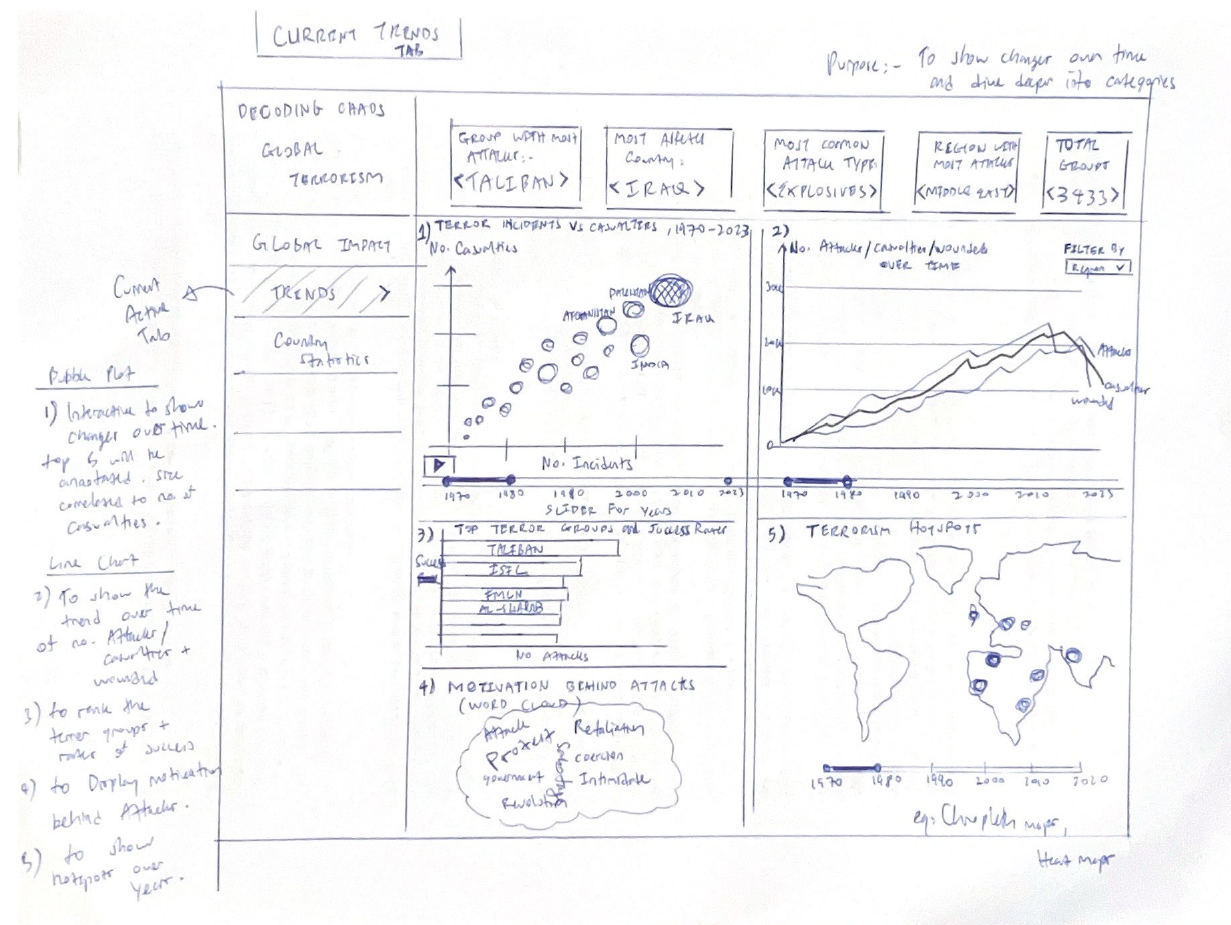 CURRENT TRENDS
TAB
Purpose:- To show changes over time
and dive deeper into categories
DECODING CHAOS
GLOBAL
TERRORISM
GROUP WITH MOST
ATTACKS:-
<TALIBAN>
MOST AFFECTED
Country:
<IRAQ>
MOST COMMON
ATTACK TYPE:
<EXPLOSIVES>
REGION WITH
MOST ATTACKS
<MIDDLE EAST>
TOTAL
GROUPS
<3433>
GLOBAL IMPACT
TRENDS >
Country
Statistics
Current
Active
Tab
1) TERROR INCIDENTS VS CASUALTIES, 1970-2023
No. Casualties
PAKISTAN
AFGHANISTAN
IRAQ
INDIA
No. Incidents
1970 1980 1990 2000 2010 2023
SLIDER For Years
2)
No. Attacks/casualties/wounded
OVER TIME
FILTER BY
Region
Attacks
casualties
wounded
0
1970 1980 1990 2000 2010 2023
3) TOP TERROR GROUPS and Success Rates
Success
TALIBAN
ISIL
FMLN
AL-SHABAB
NO ATTACKS
4) MOTIVATION BEHIND ATTACKS
(WORD CLOUD)
Attack
Retaliation
Protest
Sabotage
coercion
government
Intimidate
Revolution
5) TERRORISM HOTSPOTS
1970 1980 1990 2000 2010 2020
eg: Choropleth maps,
Heat maps
Bubble Plot
1) Interactive to show
changes over time.
top 5 will be
annotated. size
correlated to no. of
casualties.
Line Chart
2) To show the
trend over time
of no. Attacks/
casualties +
wounded
3) to rank the
terror groups +
rates of success
4) to Display motivation
behind Attacks.
5) to show
hotspots over
years.